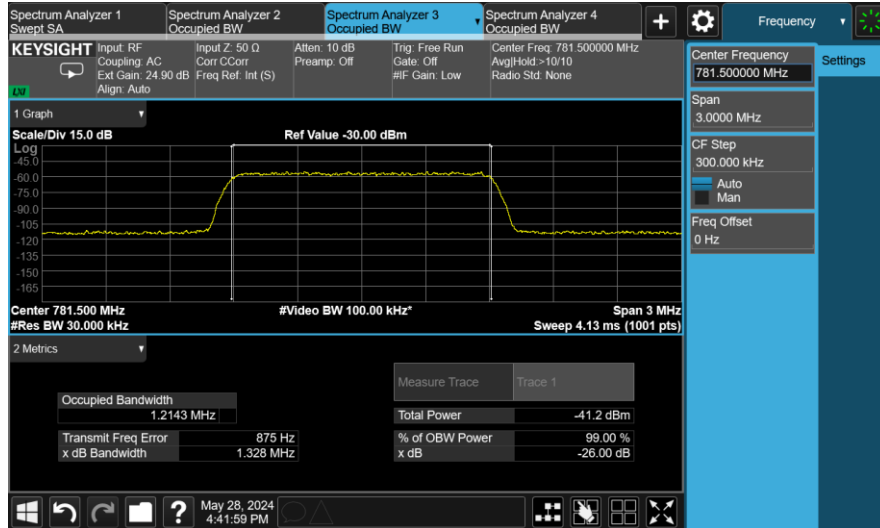 Spectrum Analyzer 1
Swept SA
Spectrum Analyzer 2
Occupied BW
Spectrum Analyzer 3
Occupied BW
Spectrum Analyzer 4
Occupied BW
Frequency
KEYSIGHT
LXI
Input: RF
Coupling: AC
Ext Gain: 24.90 dB
Align: Auto
Input Z: 50 Ω
Corr CCorr
Freq Ref: Int (S)
Atten: 10 dB
Preamp: Off
Trig: Free Run
Gate: Off
#IF Gain: Low
Center Freq: 781.500000 MHz
Avg|Hold:>10/10
Radio Std: None
Center Frequency
781.500000 MHz
Settings
Span
3.0000 MHz
CF Step
300.000 kHz
Auto
Man
Freq Offset
0 Hz
1 Graph
Scale/Div 15.0 dB
Ref Value -30.00 dBm
Log
-45.0
-60.0
-75.0
-90.0
-105
-120
-135
-150
-165
Center 781.500 MHz
#Video BW 100.00 kHz*
Span 3 MHz
#Res BW 30.000 kHz
Sweep 4.13 ms (1001 pts)
2 Metrics
Measure Trace
Trace 1
Occupied Bandwidth
1.2143 MHz
Total Power
-41.2 dBm
Transmit Freq Error
875 Hz
% of OBW Power
99.00 %
x dB Bandwidth
1.328 MHz
x dB
-26.00 dB
?
May 28, 2024
4:41:59 PM